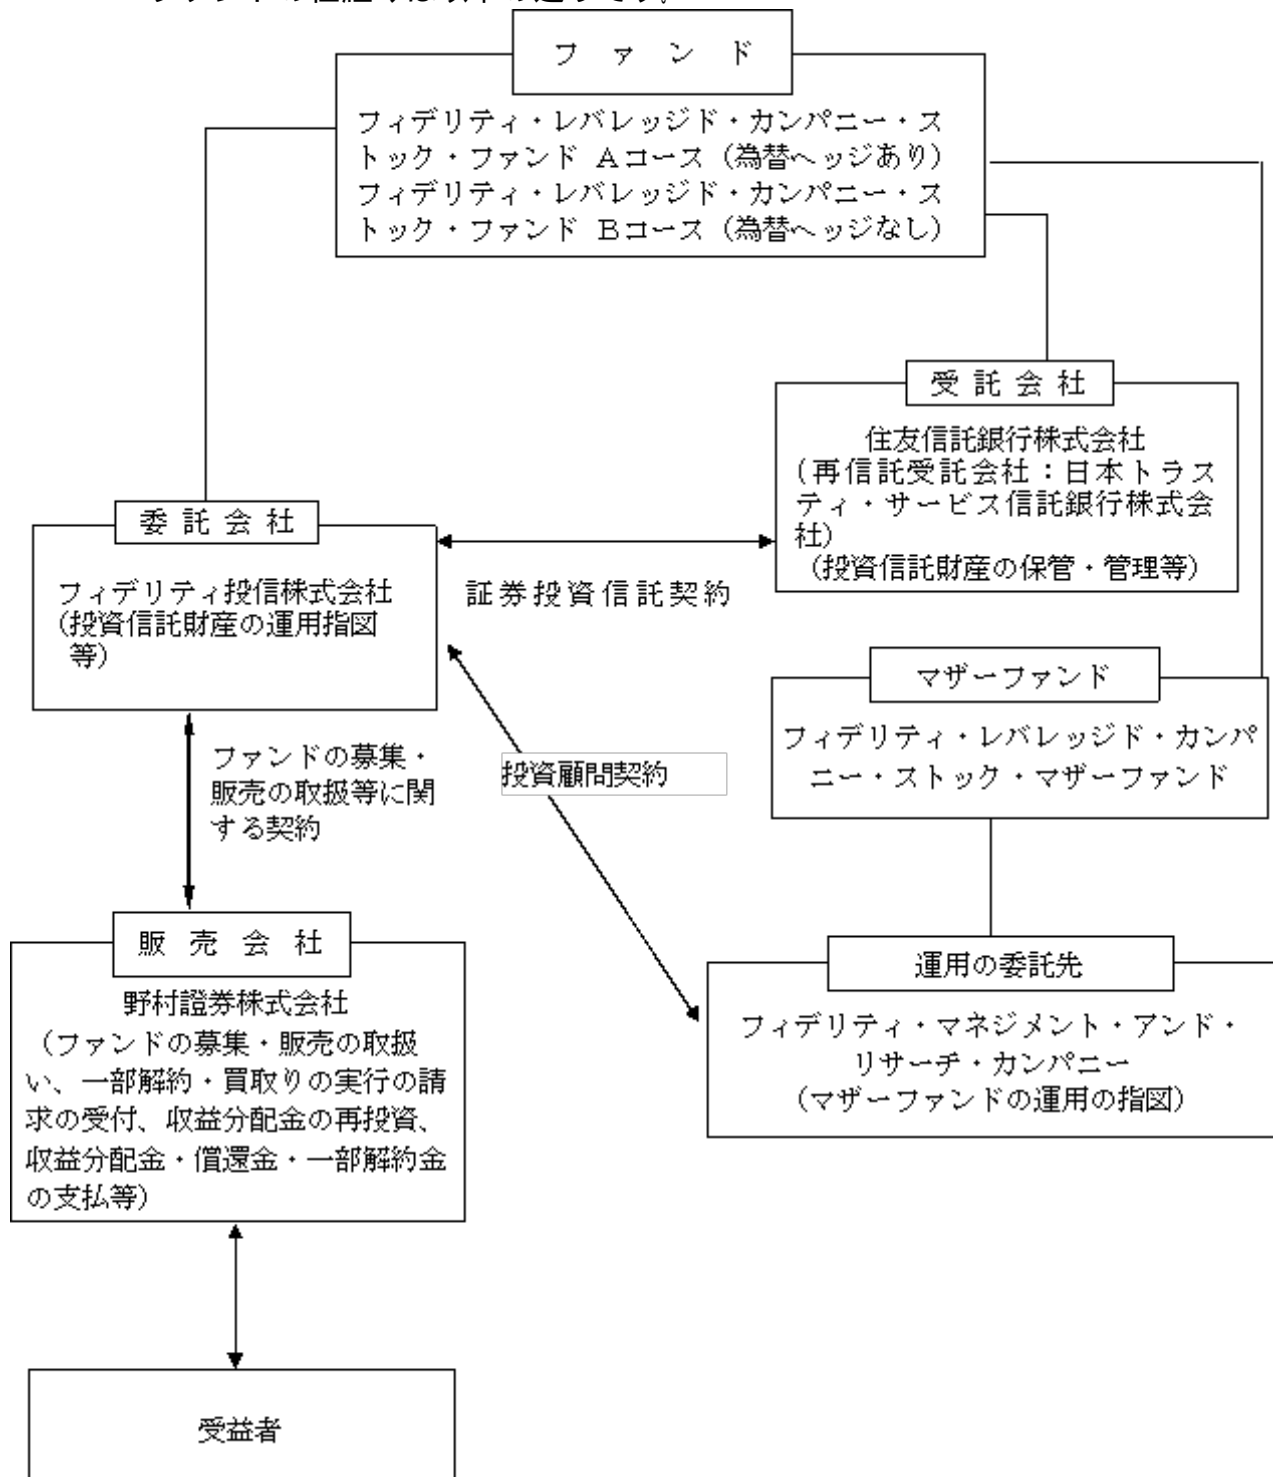 ファンド
フィデリティ・レバレッジド・カンパニー・ス
トック・ファンド Aコース(為替ヘッジあり)
フィデリティ・レバレッジド・カンパニー・ス
トック・ファンド Bコース(為替ヘッジなし)
受託会社
住友信託銀行株式会社
(再信託受託会社:日本トラス
ティ・サービス信託銀行株式会
社)
(投資信託財産の保管・管理等)
委託会社
フィデリティ投信株式会社
(投資信託財産の運用指図
等)
証券投資信託契約
マザーファンド
フィデリティ・レバレッジド・カンパ
ニー・ストック・マザーファンド
ファンドの募集・
販売の取扱等に関
する契約
投資顧問契約
販売会社
野村證券株式会社
(ファンドの募集・販売の取扱
い、一部解約・買取りの実行の請
求の受付、収益分配金の再投資、
収益分配金・償還金・一部解約金
の支払等)
運用の委託先
フィデリティ・マネジメント・アンド・
リサーチ・カンパニー
(マザーファンドの運用の指図)
受益者